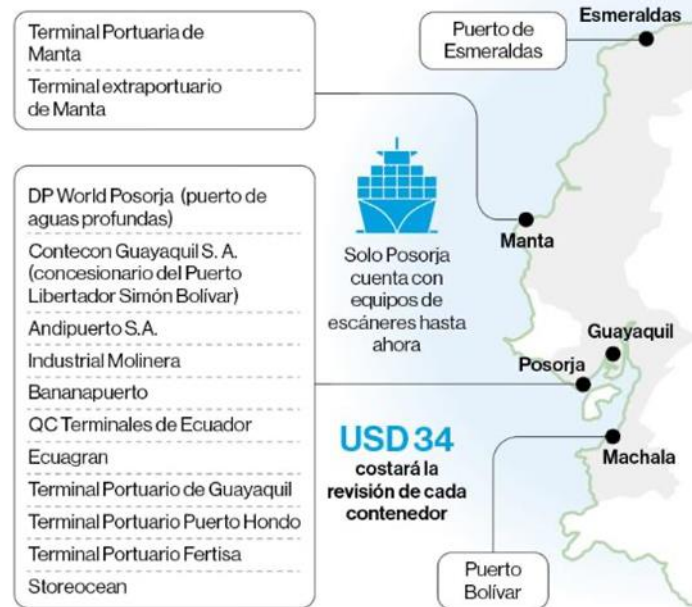 Terminal Portuaria de
Manta
Terminal extraportuario
de Manta
Puerto de
Esmeraldas
Esmeraldas
Manta
DP World Posorja (puerto de
aguas profundas)
Contecon Guayaquil S. A.
(concesionario del Puerto
Libertador Simón Bolívar)
Andipuerto S.A.
Industrial Molinera
Bananapuerto
QC Terminales de Ecuador
Ecuagran
Terminal Portuario de Guayaquil
Terminal Portuario Puerto Hondo
Terminal Portuario Fertisa
Storeocean
Solo Posorja
cuenta con
equipos de
escáneres hasta
ahora
Guayaquil
Posorja
USD 34
costará la
revisión de cada
contenedor
Machala
Puerto
Bolívar